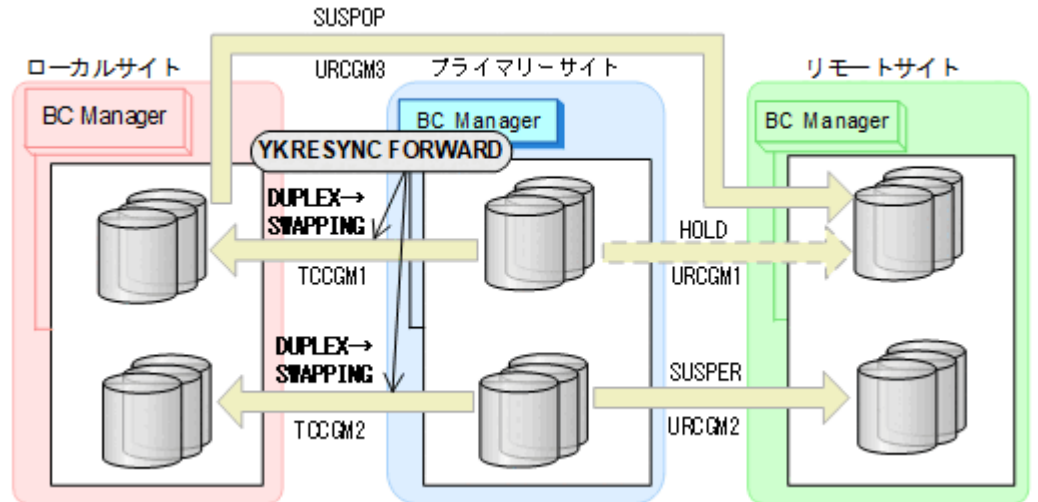 SUSPOP
ローカルサイト
URCGM3
プライマリーサイト
リモートサイト
BC Manager
BC Manager
BC Manager
YKRESYNC FORWARD
DUPLEX→
SWAPPING
HOLD
TCCGM1
URCGM1
DUPLEX→
SWAPPING
SUSPER
TCCGM2
URCGM2